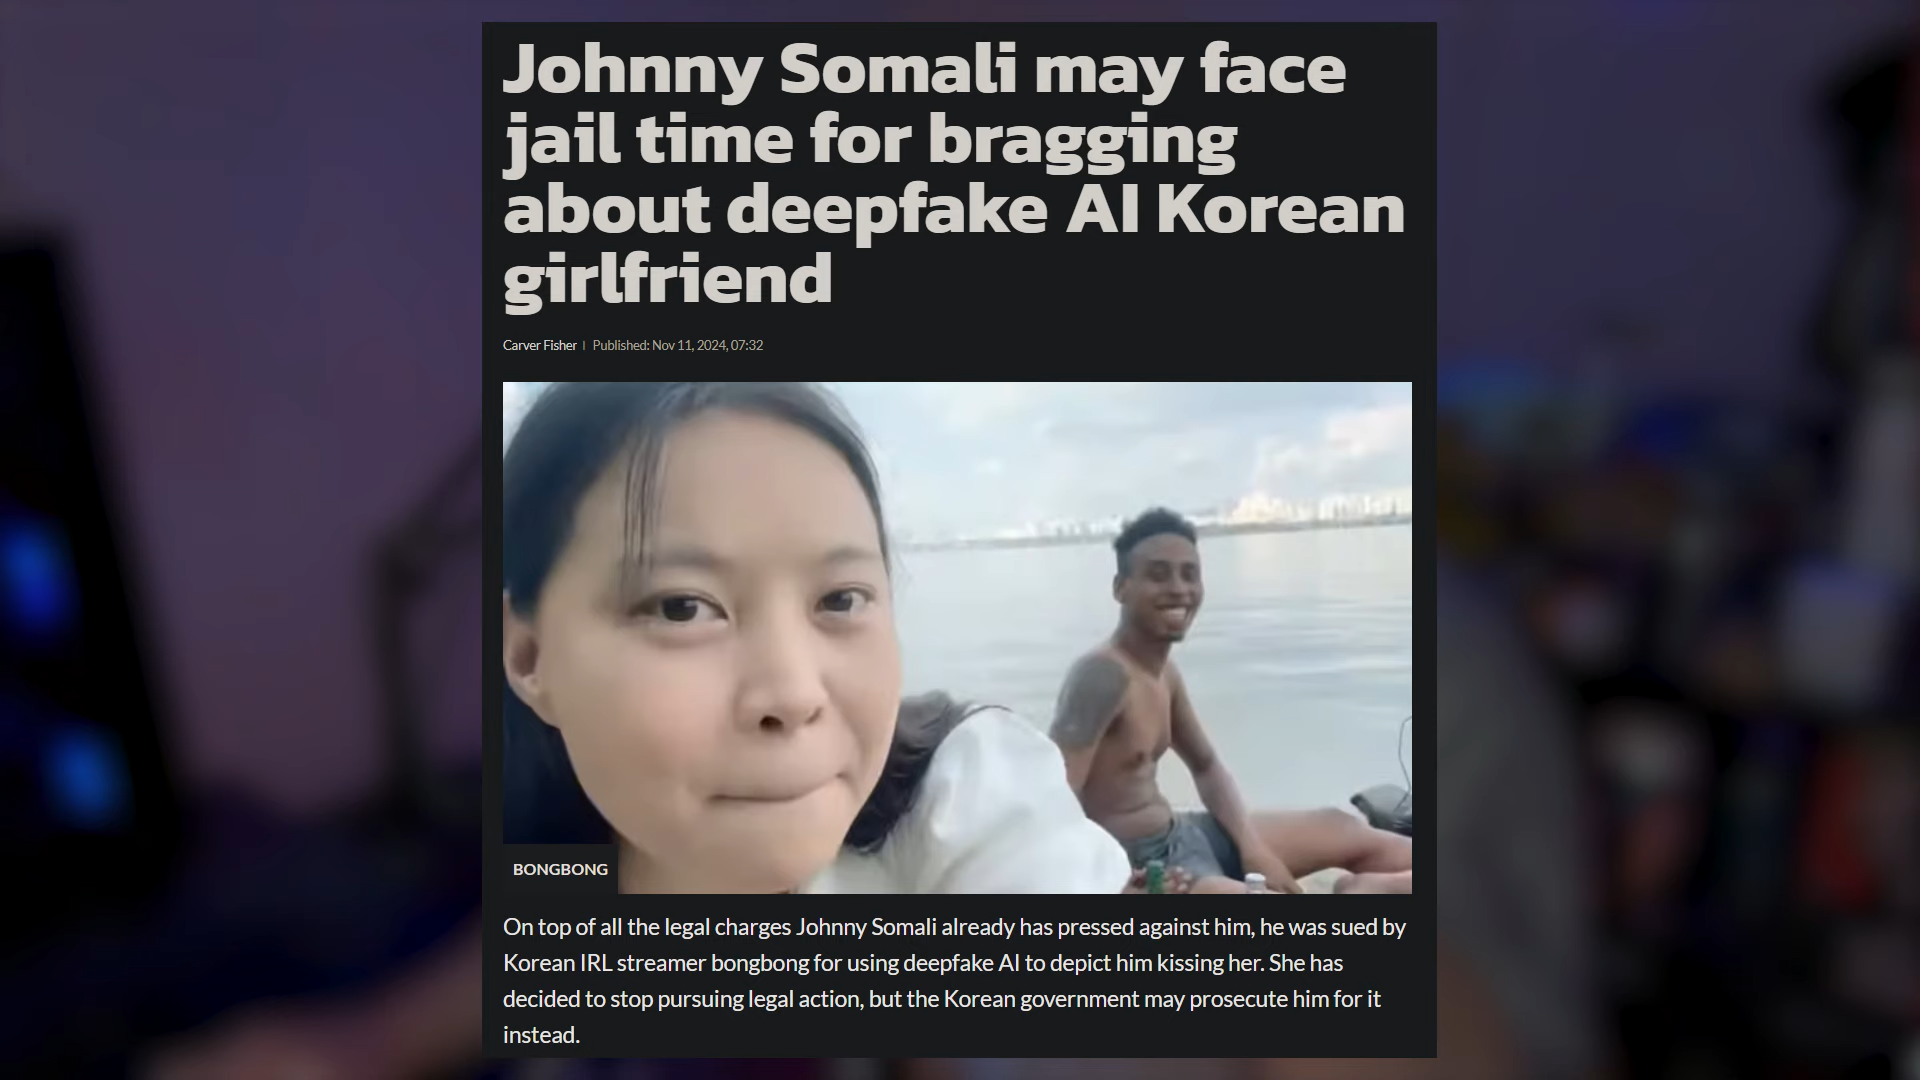 Johnny Somali may face
jail time for bragging
about deepfake AI Korean
girlfriend
Carver Fisher | Published: Nov 11, 2024, 07:32
BONGBONG
On top of all the legal charges Johnny Somali already has pressed against him, he was sued by
Korean IRL streamer bongbong for using deepfake AI to depict him kissing her. She has
decided to stop pursuing legal action, but the Korean government may prosecute him for it
instead.